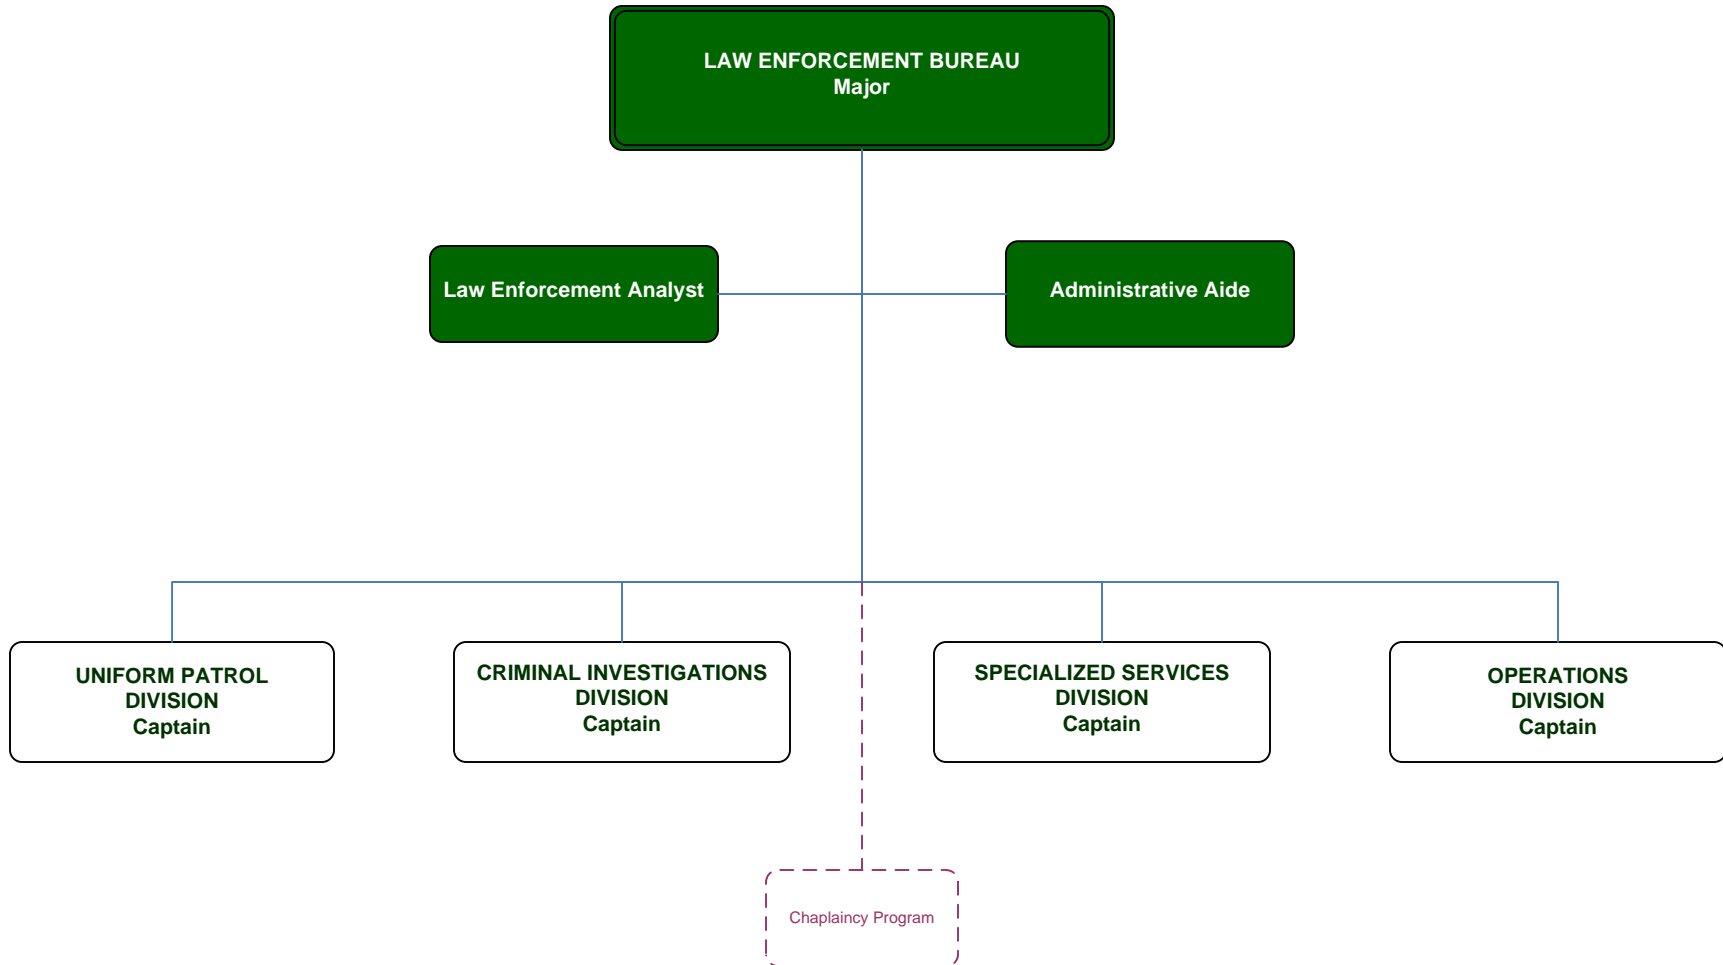 LAW ENFORCEMENT BUREAU
Major
Law Enforcement Analyst
Administrative Aide
UNIFORM PATROL
DIVISION
Captain
CRIMINAL INVESTIGATIONS
DIVISION
Captain
SPECIALIZED SERVICES
DIVISION
Captain
OPERATIONS
DIVISION
Captain
Chaplaincy Program